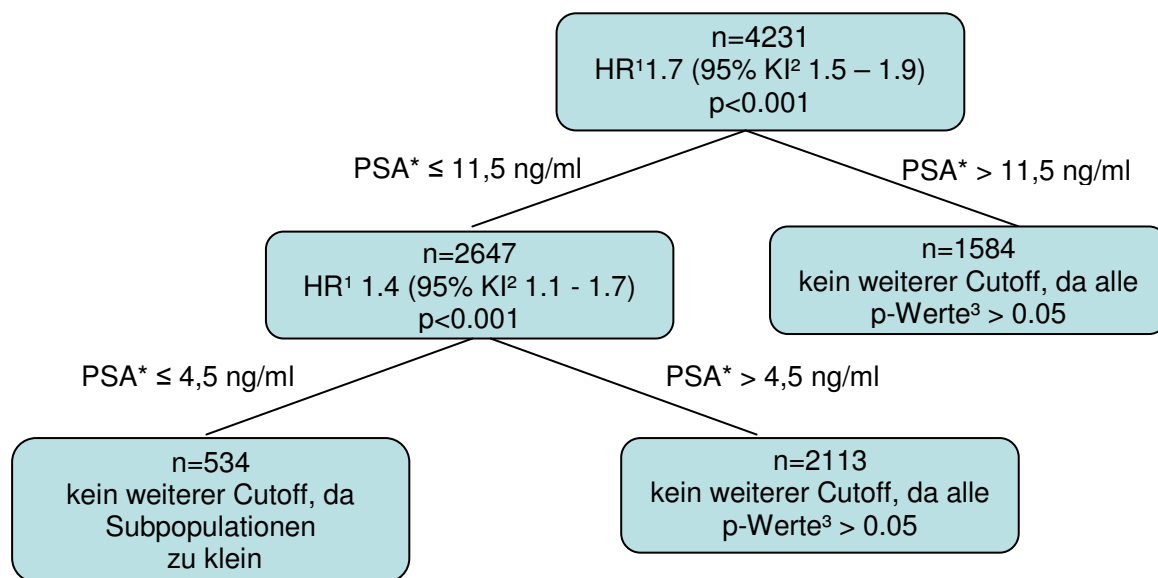 n=4231
HR¹1.7 (95% KI² 1.5 – 1.9)
p<0.001
PSA* ≤ 11,5 ng/ml
PSA* > 11,5 ng/ml
n=2647
HR¹ 1.4 (95% KI² 1.1 - 1.7)
p<0.001
n=1584
kein weiterer Cutoff, da alle
p-Werte³ > 0.05
PSA* ≤ 4,5 ng/ml
PSA* > 4,5 ng/ml
n=534
kein weiterer Cutoff, da
Subpopulationen
zu klein
n=2113
kein weiterer Cutoff, da alle
p-Werte³ > 0.05